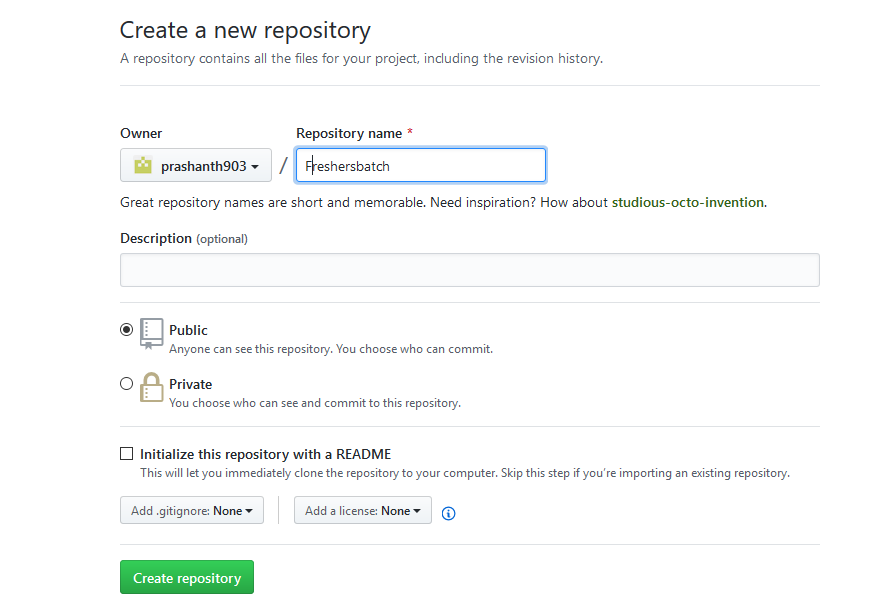 Create a new repository
A repository contains all the files for your project, including the revision history.
Owner Repository name *
prashanth903 / Freshersbatch
Great repository names are short and memorable. Need inspiration? How about studious-octo-invention.
Description (optional)
Public
Anyone can see this repository. You choose who can commit.
Private
You choose who can see and commit to this repository.
Initialize this repository with a README
This will let you immediately clone the repository to your computer. Skip this step if you’re importing an existing repository.
Add .gitignore: None Add a license: None
Create repository